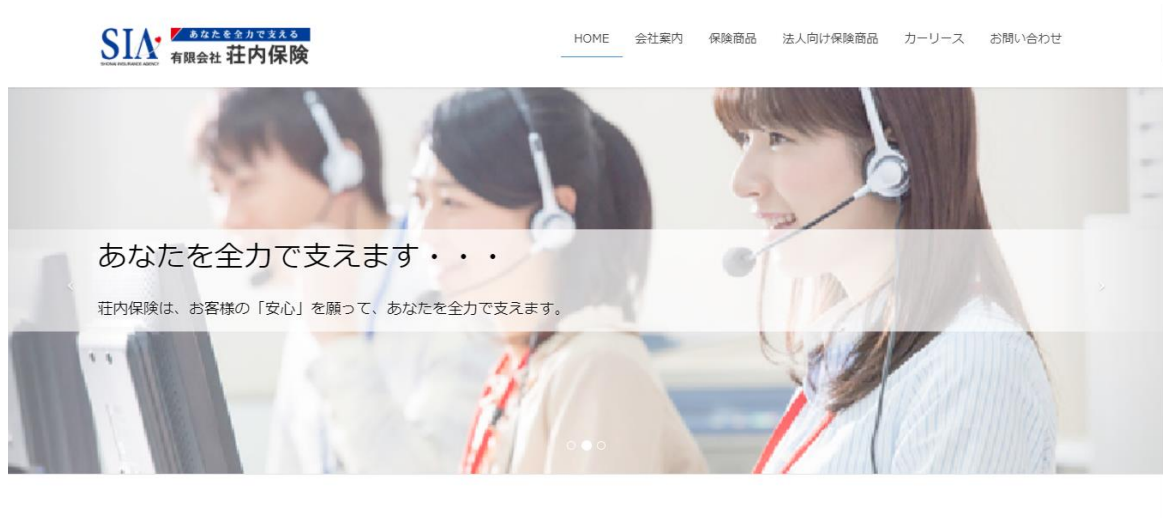 SIA
SHONAI INSURANCE AGENCY
あなたを全力で支える
有限会社 荘内保険
HOME 会社案内 保険商品 法人向け保険商品 カーリース お問い合わせ
あなたを全力で支えます・・・
荘内保険は、お客様の「安心」を願って、あなたを全力で支えます。